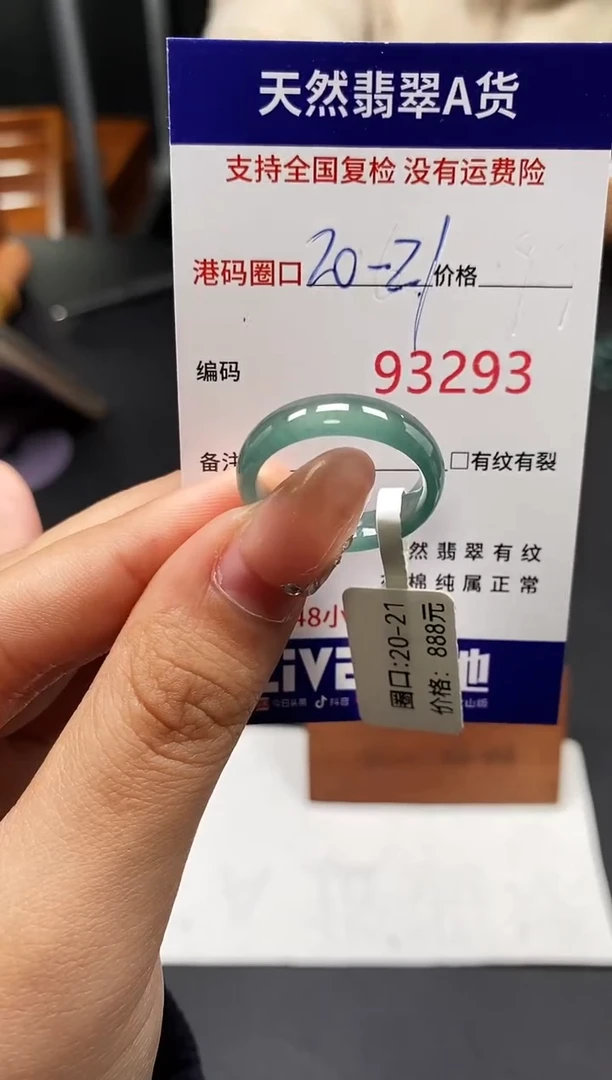 天然翡翠A货
支持全国复检 没有运费险
港码圈口 20-21 价格
编码 93293
备注 □有纹有裂
然翡翠有纹
棉纯属正常
48小
圈口:20-21
价格: 888元